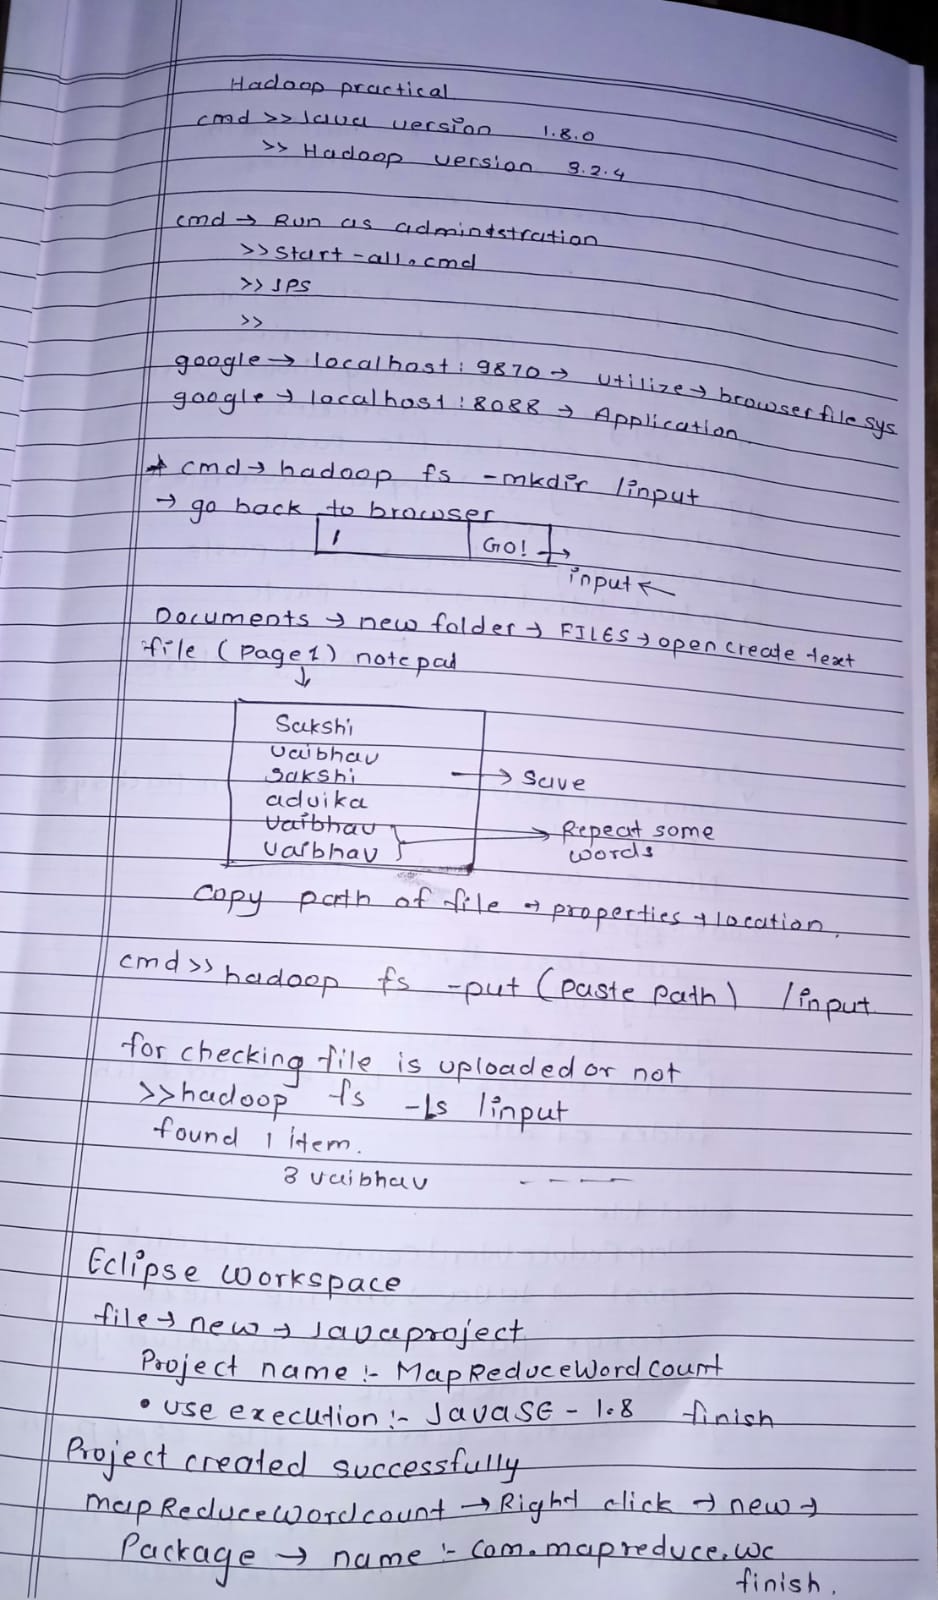 Hadoop practical
cmd >> Java version 1.8.0
>> Hadoop version 3.2.4
cmd → Run as adminstration
>> Start-all.cmd
>> JPS
>>
google → localhost:9870 → utilize → browser file sys
google → localhost:8088 → Application
* cmd → hadoop fs -mkdir /input
→ go back to browser
/ GO! →
input ←
Documents → new folder → FILES → open create text
file (page1) notepad
↓
Sakshi
vaibhav
sakshi → save
advika
vaibhav → Repeat some
vaibhav words
copy path of file → properties → location.
cmd >> hadoop fs -put (paste path) /input
for checking file is uploaded or not
>> hadoop fs -Ls /input
found 1 item.
3 vaibhav ----
Eclipse workspace
file → new → Javaproject
Project name :- MapReduceWordCount
• use execution :- JavaSE - 1.8 finish
Project created successfully
mapReduceWordcount → Right click → new →
Package → name :- com.mapreduce.wc
finish.